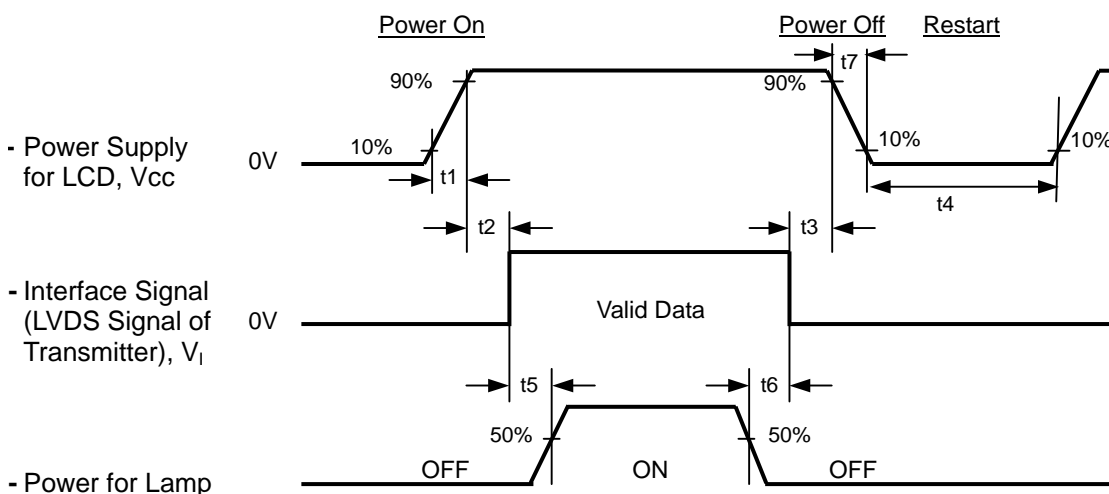 Power On
Power Off
Restart
t7
90%
90%
10%
10%
10%
- Power Supply
for LCD, Vcc
0V
t1
t4
t2
t3
- Interface Signal
(LVDS Signal of
Transmitter), VI
0V
Valid Data
t5
t6
50%
50%
OFF
ON
OFF
- Power for Lamp